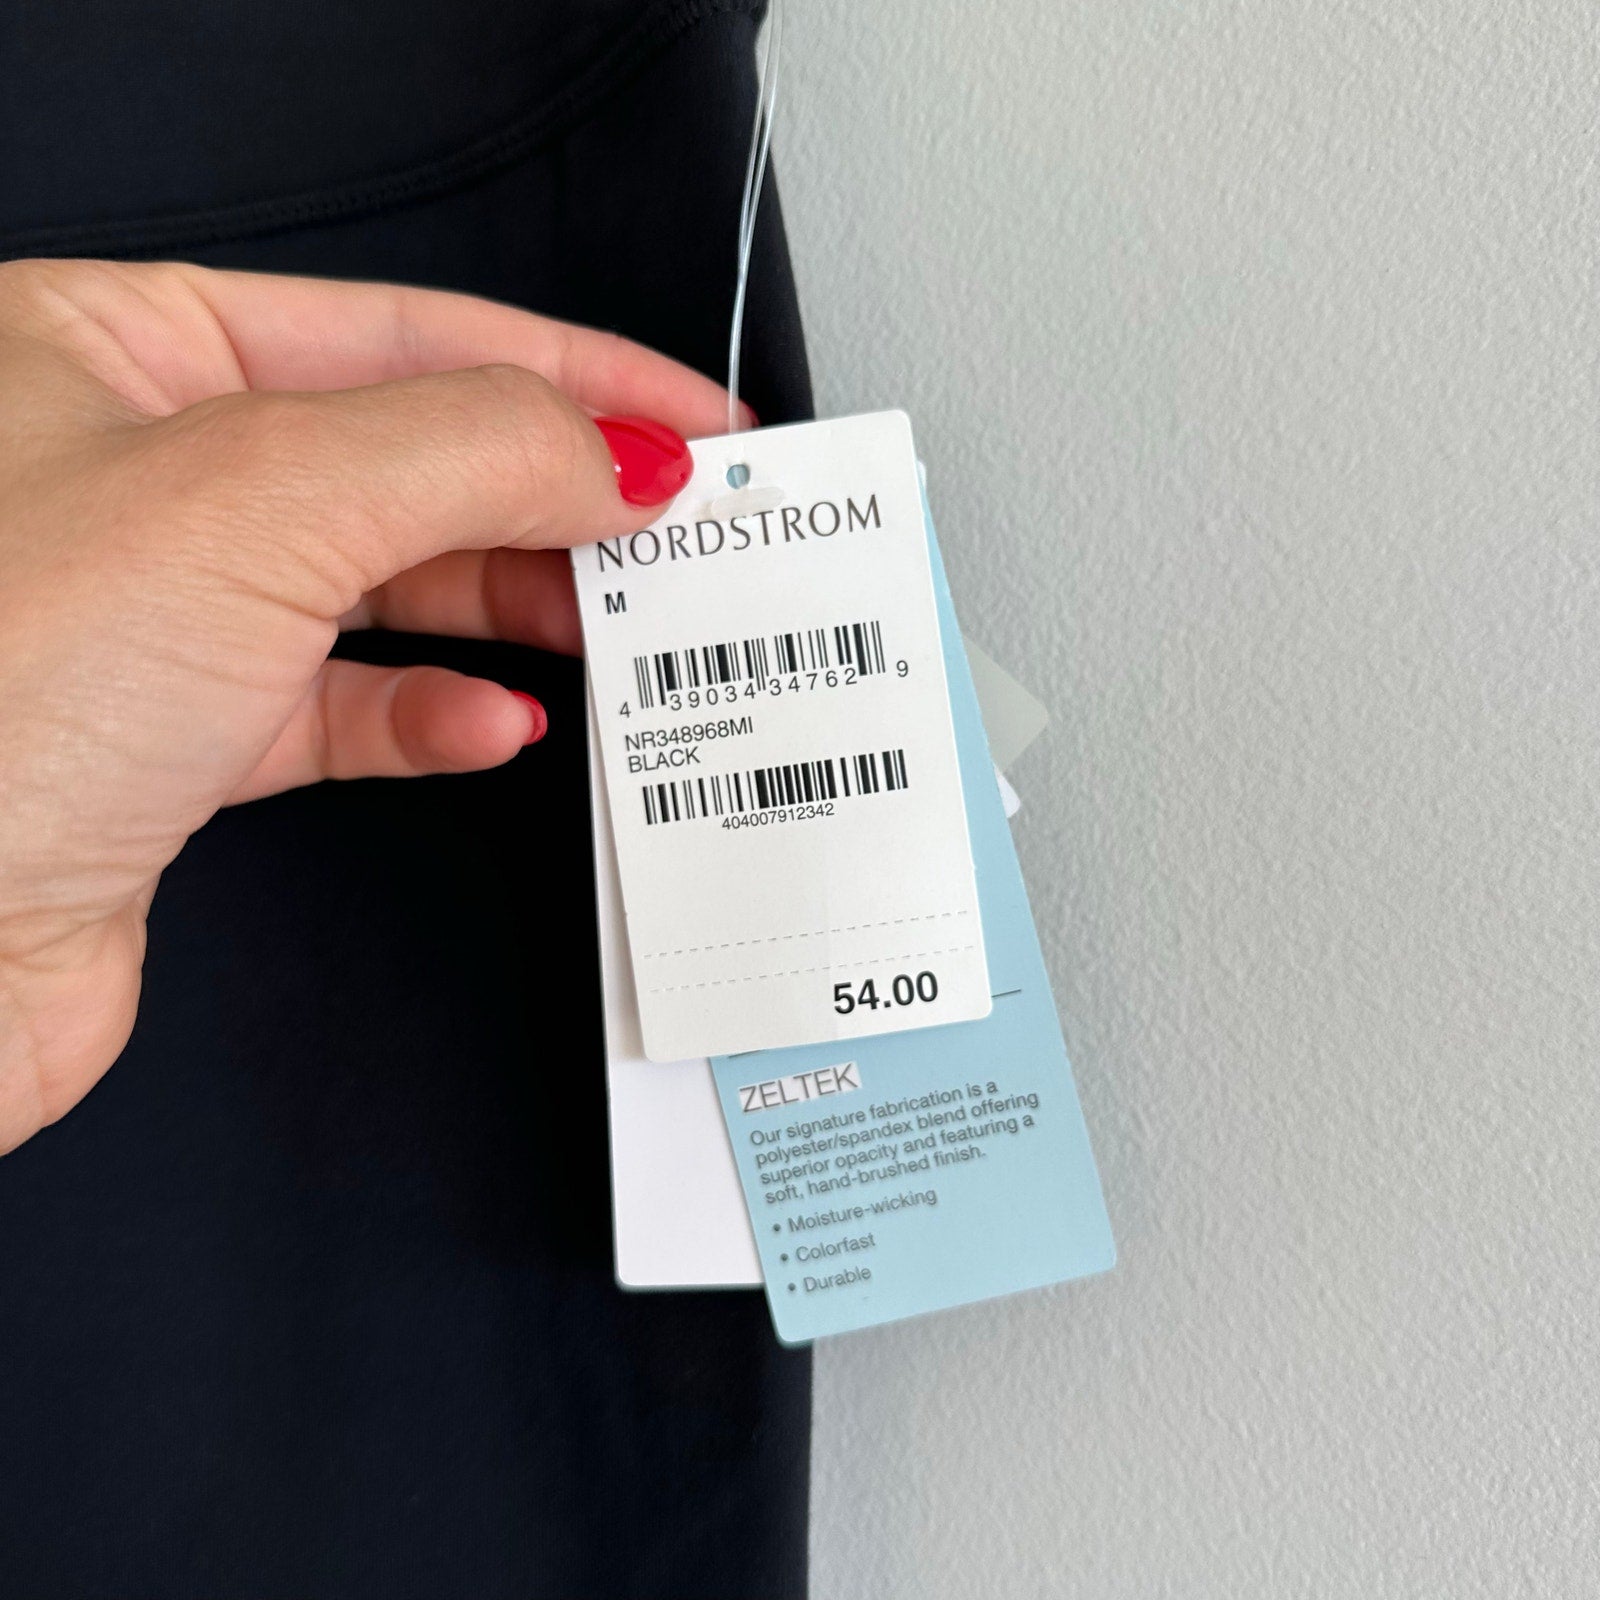 NORDSTROM
M
4 39034 34762 9
NR348968MI
BLACK
404007912342
54.00
ZELTEK
Our signature fabrication is a
polyester/spandex blend offering
superior opacity and featuring a
soft, hand-brushed finish.
• Moisture-wicking
• Colorfast
• Durable